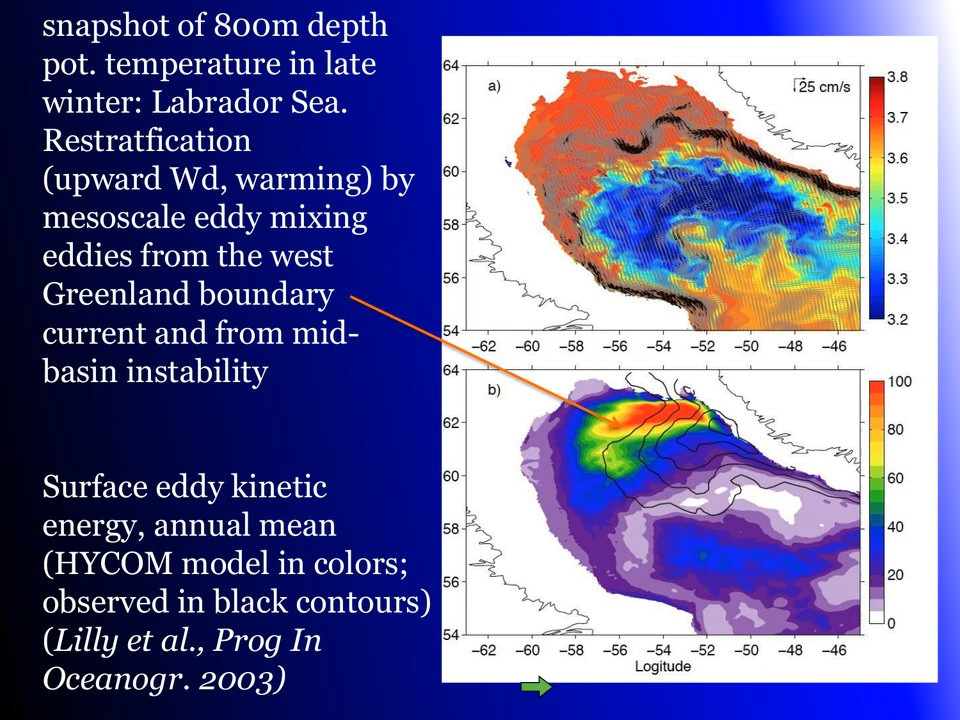 snapshot of 800m depth
pot. temperature in late
winter: Labrador Sea.
Restratfication
(upward Wd, warming) by
mesoscale eddy mixing
eddies from the west
Greenland boundary
current and from mid-
basin instability
Surface eddy kinetic
energy, annual mean
(HYCOM model in colors;
observed in black contours)
(Lilly et al., Prog In
Oceanogr. 2003)
a)
25 cm/s
64
62
60
58
56
54
−62 −60 −58 −56 −54 −52 −50 −48 −46
3.8
3.7
3.6
3.5
3.4
3.3
3.2
b)
64
62
60
58
56
54
−62 −60 −58 −56 −54 −52 −50 −48 −46
Logitude
100
80
60
40
20
0